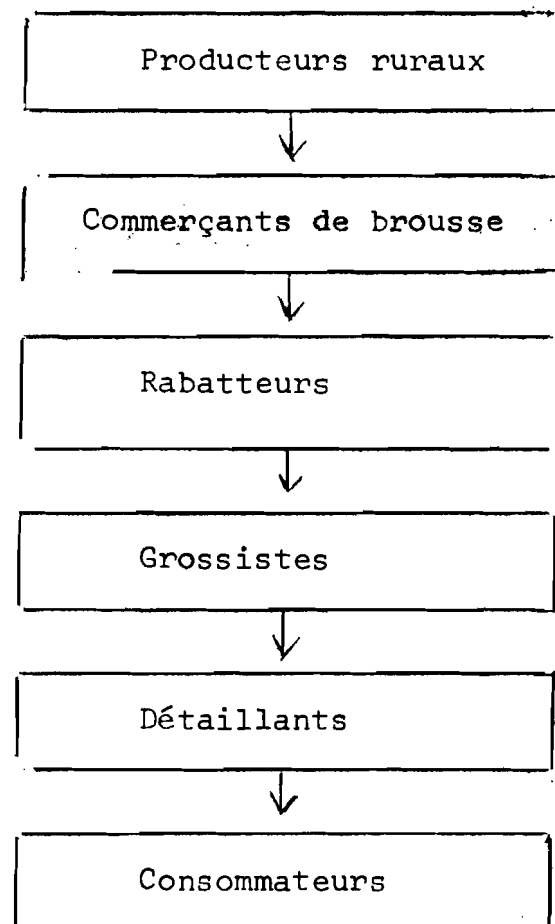 Producteurs ruraux
Commerçants de brousse
Rabatteurs
Grossistes
Détaillants
Consommateurs